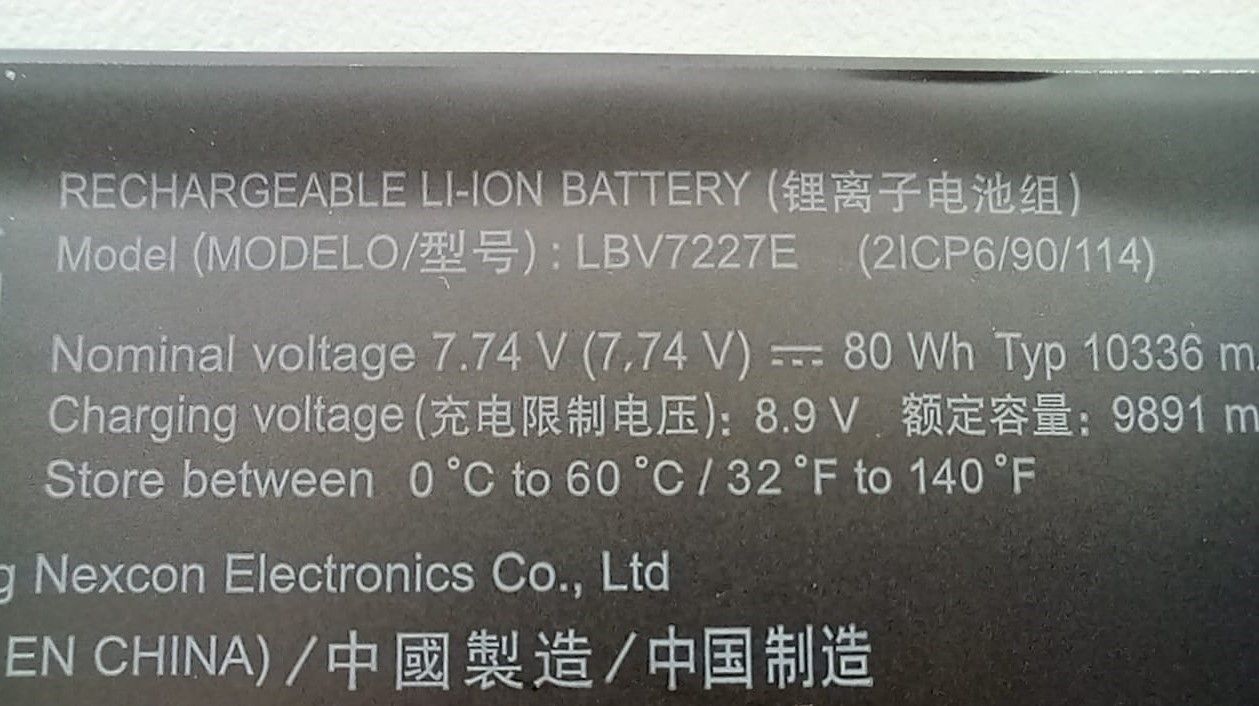 RECHARGEABLE LI-ION BATTERY (锂离子电池组)
Model (MODELO/型号) : LBV7227E (2ICP6/90/114)
Nominal voltage 7.74 V (7,74 V) ⎓ 80 Wh Typ 10336 m
Charging voltage (充电限制电压): 8.9 V 额定容量: 9891 m
Store between 0 °C to 60 °C / 32 °F to 140 °F
g Nexcon Electronics Co., Ltd
EN CHINA) / 中國製造 / 中国制造